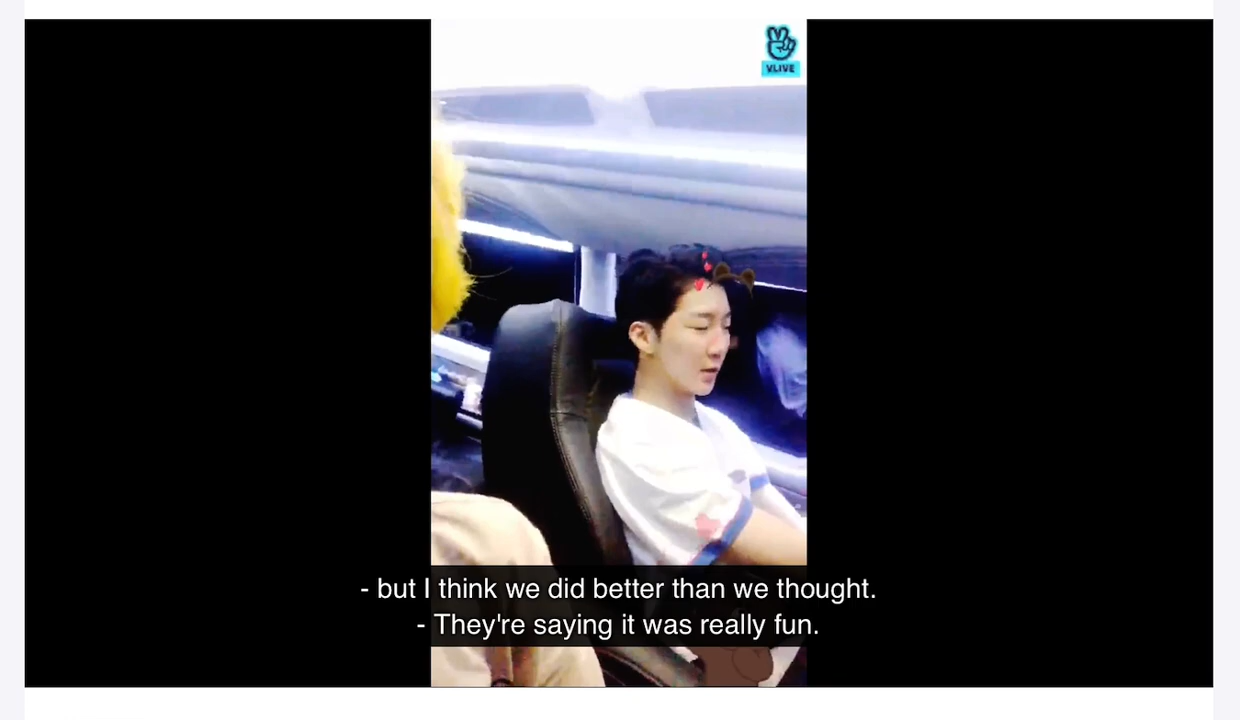 VLIVE
- but I think we did better than we thought.
- They're saying it was really fun.